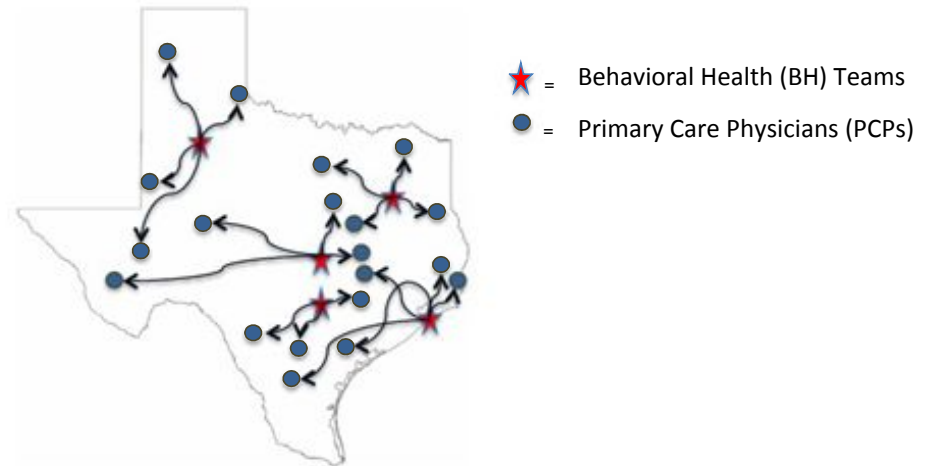 = Behavioral Health (BH) Teams
= Primary Care Physicians (PCPs)